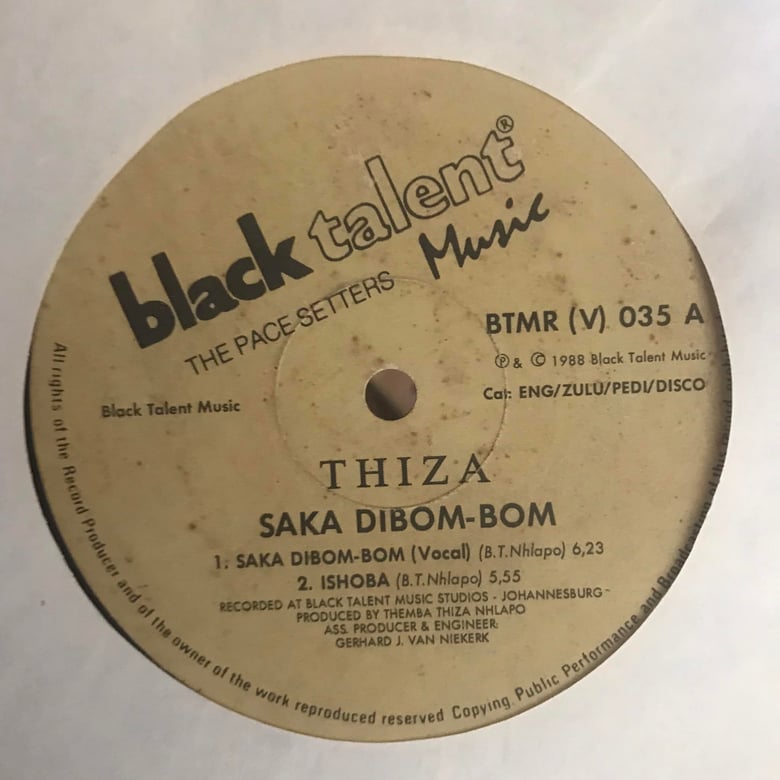 black talent®
Music
THE PACE SETTERS
BTMR (V) 035 A
℗ & © 1988 Black Talent Music
Black Talent Music
Cat: ENG/ZULU/PEDI/DISCO
THIZA
SAKA DIBOM-BOM
1. SAKA DIBOM-BOM (Vocal) (B.T.Nhlapo) 6,23
2. ISHOBA (B.T.Nhlapo) 5,55
RECORDED AT BLACK TALENT MUSIC STUDIOS - JOHANNESBURG
PRODUCED BY THEMBA THIZA NHLAPO
ASS. PRODUCER & ENGINEER:
GERHARD J. VAN NIEKERK
All rights of the Record Producer and of the owner of the work reproduced reserved Copying, Public Performance and Broadcasting of this record